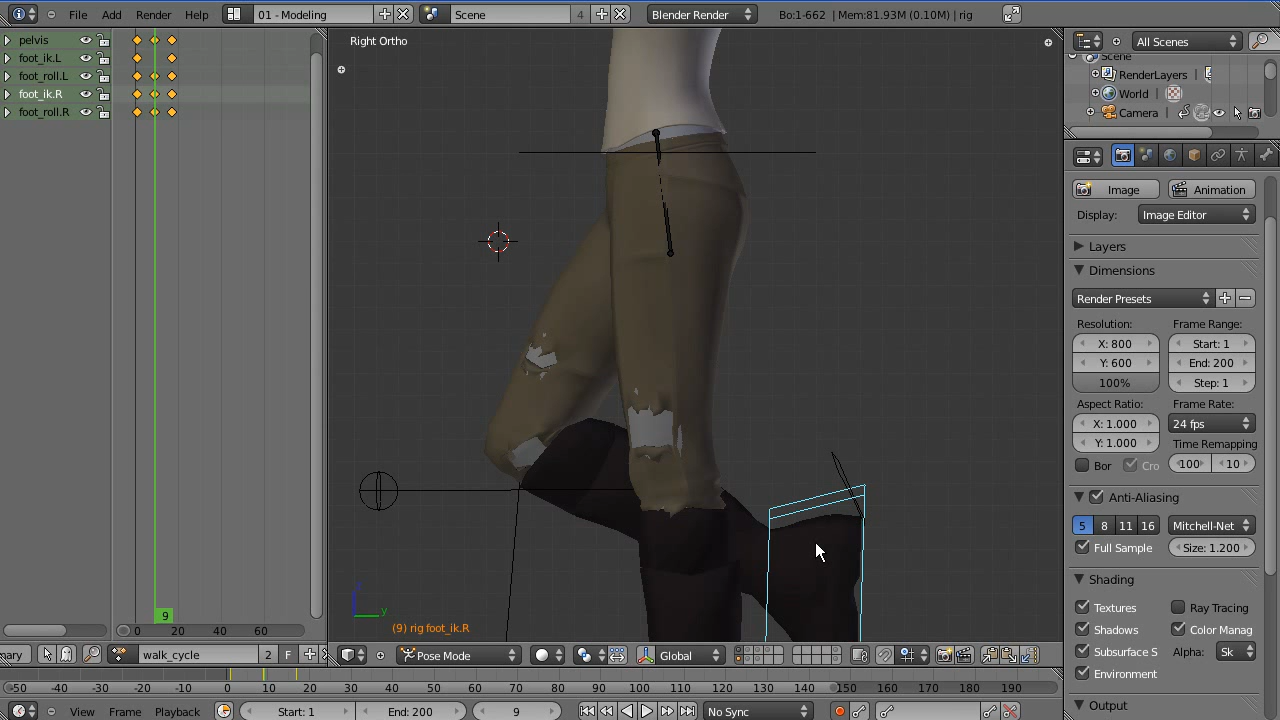 File Add Render Help 01 - Modeling Scene 4 Blender Render Bo:1-662 | Mem:81.93M (0.10M) | rig
pelvis
foot_ik.L
foot_roll.L
foot_ik.R
foot_roll.R
9
0 20 40 60
mary walk_cycle 2 F
Right Ortho
y
(9) rig foot_ik.R
Pose Mode Global
All Scenes
Scene
RenderLayers
World
Camera
Image Animation
Display: Image Editor
Layers
Dimensions
Render Presets
Resolution: Frame Range:
X: 800 Start: 1
Y: 600 End: 200
100% Step: 1
Aspect Ratio: Frame Rate:
X: 1.000 24 fps
Y: 1.000 Time Remapping
Bor Cro 100 10
Anti-Aliasing
5 8 11 16 Mitchell-Net
Full Sample Size: 1.200
Shading
Textures Ray Tracing
Shadows Color Manag
Subsurface S Alpha: Sk
Environment
Output
-50 -40 -30 -20 -10 0 10 20 30 40 50 60 70 80 90 100 110 120 130 140 150 160 170 180 190
View Frame Playback Start: 1 End: 200 9 No Sync